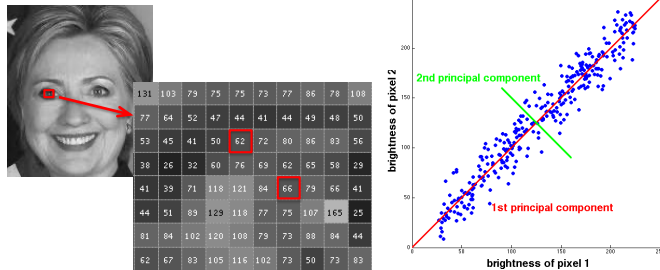 131 103 79 75 75 73 77 86 78 108
77 64 52 47 44 41 44 49 48 50
53 45 41 50 62 72 80 86 83 56
38 26 32 60 76 69 62 65 58 29
41 39 71 118 121 84 66 79 66 41
44 51 89 129 118 77 75 107 165 25
81 84 102 120 108 79 73 88 84 44
62 67 83 105 116 102 73 50 73 83
brightness of pixel 2
200
150
100
50
0
0 50 100 150 200 250
2nd principal component
1st principal component
brightness of pixel 1